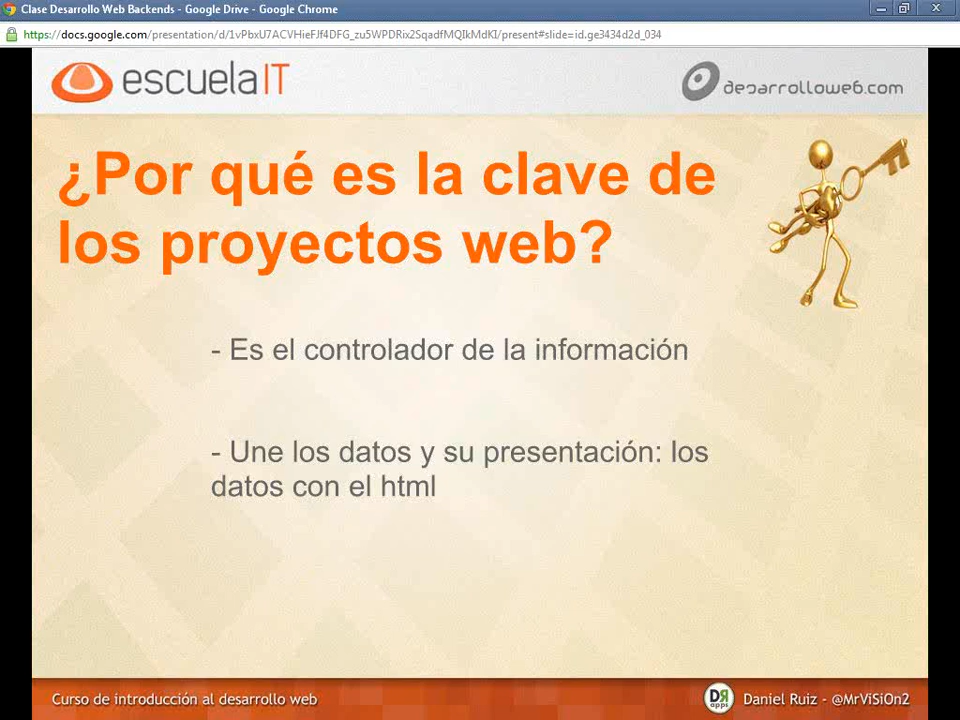 Clase Desarrollo Web Backends - Google Drive - Google Chrome
https://docs.google.com/presentation/d/1vPbxU7ACVHieFJf4DFG_zu5WPDRix2SqadfMQIkMdKI/present#slide=id.ge3434d2d_034
escuelaIT
desarrolloweb.com
¿Por qué es la clave de
los proyectos web?
- Es el controlador de la información
- Une los datos y su presentación: los
datos con el html
Curso de introducción al desarrollo web
DR apps
Daniel Ruiz - @MrViSiOn2